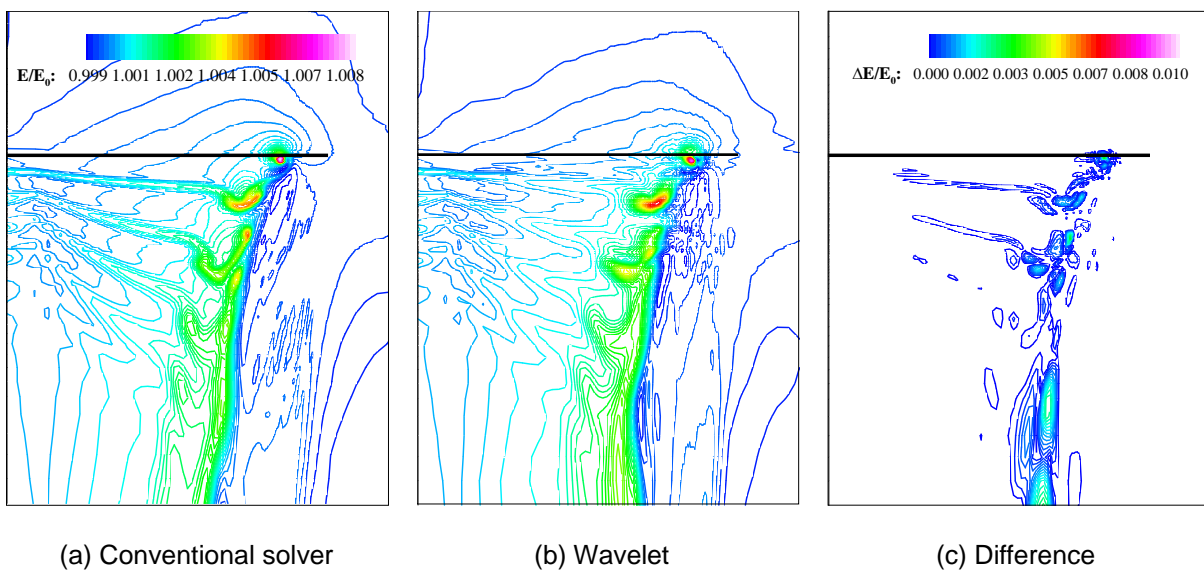 E/E₀: 0.999 1.001 1.002 1.004 1.005 1.007 1.008
ΔE/E₀: 0.000 0.002 0.003 0.005 0.007 0.008 0.010
(a) Conventional solver
(b) Wavelet
(c) Difference